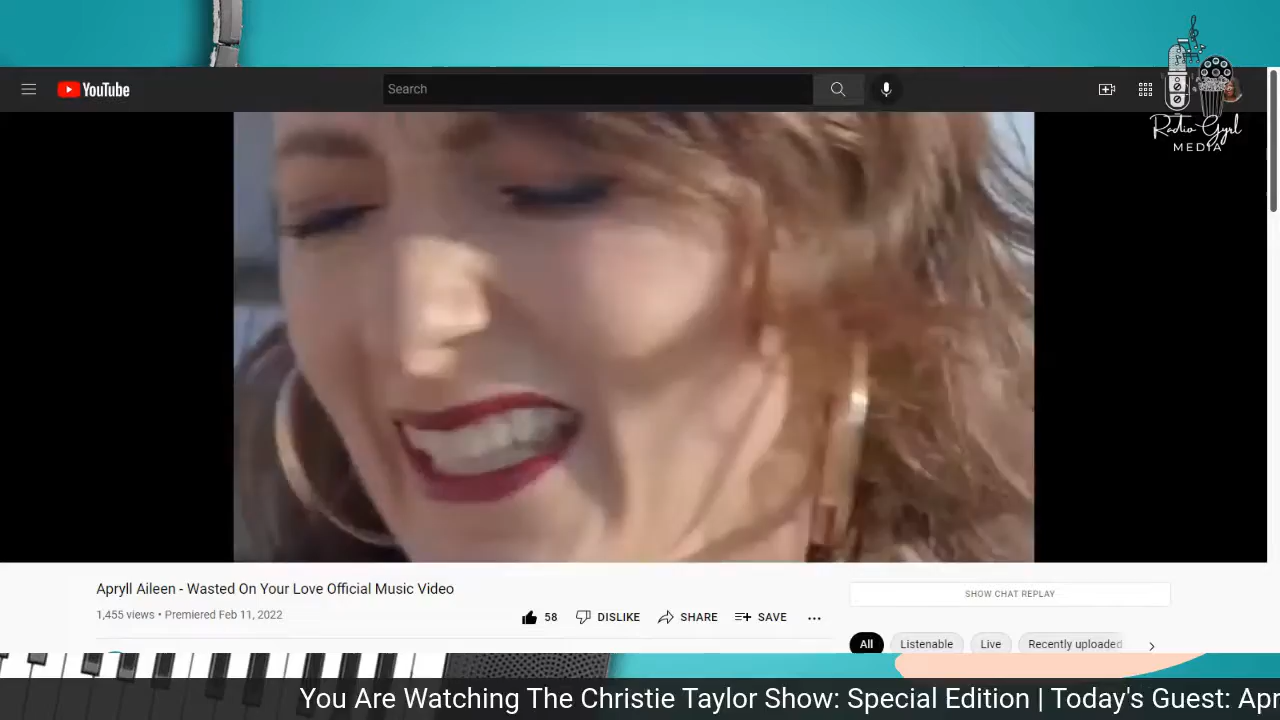 YouTube
Search
Radio Gyrl
MEDIA
Apryll Aileen - Wasted On Your Love Official Music Video
1,455 views • Premiered Feb 11, 2022
58
DISLIKE
SHARE
SAVE
SHOW CHAT REPLAY
All
Listenable
Live
Recently uploaded
You Are Watching The Christie Taylor Show: Special Edition | Today's Guest: Apr